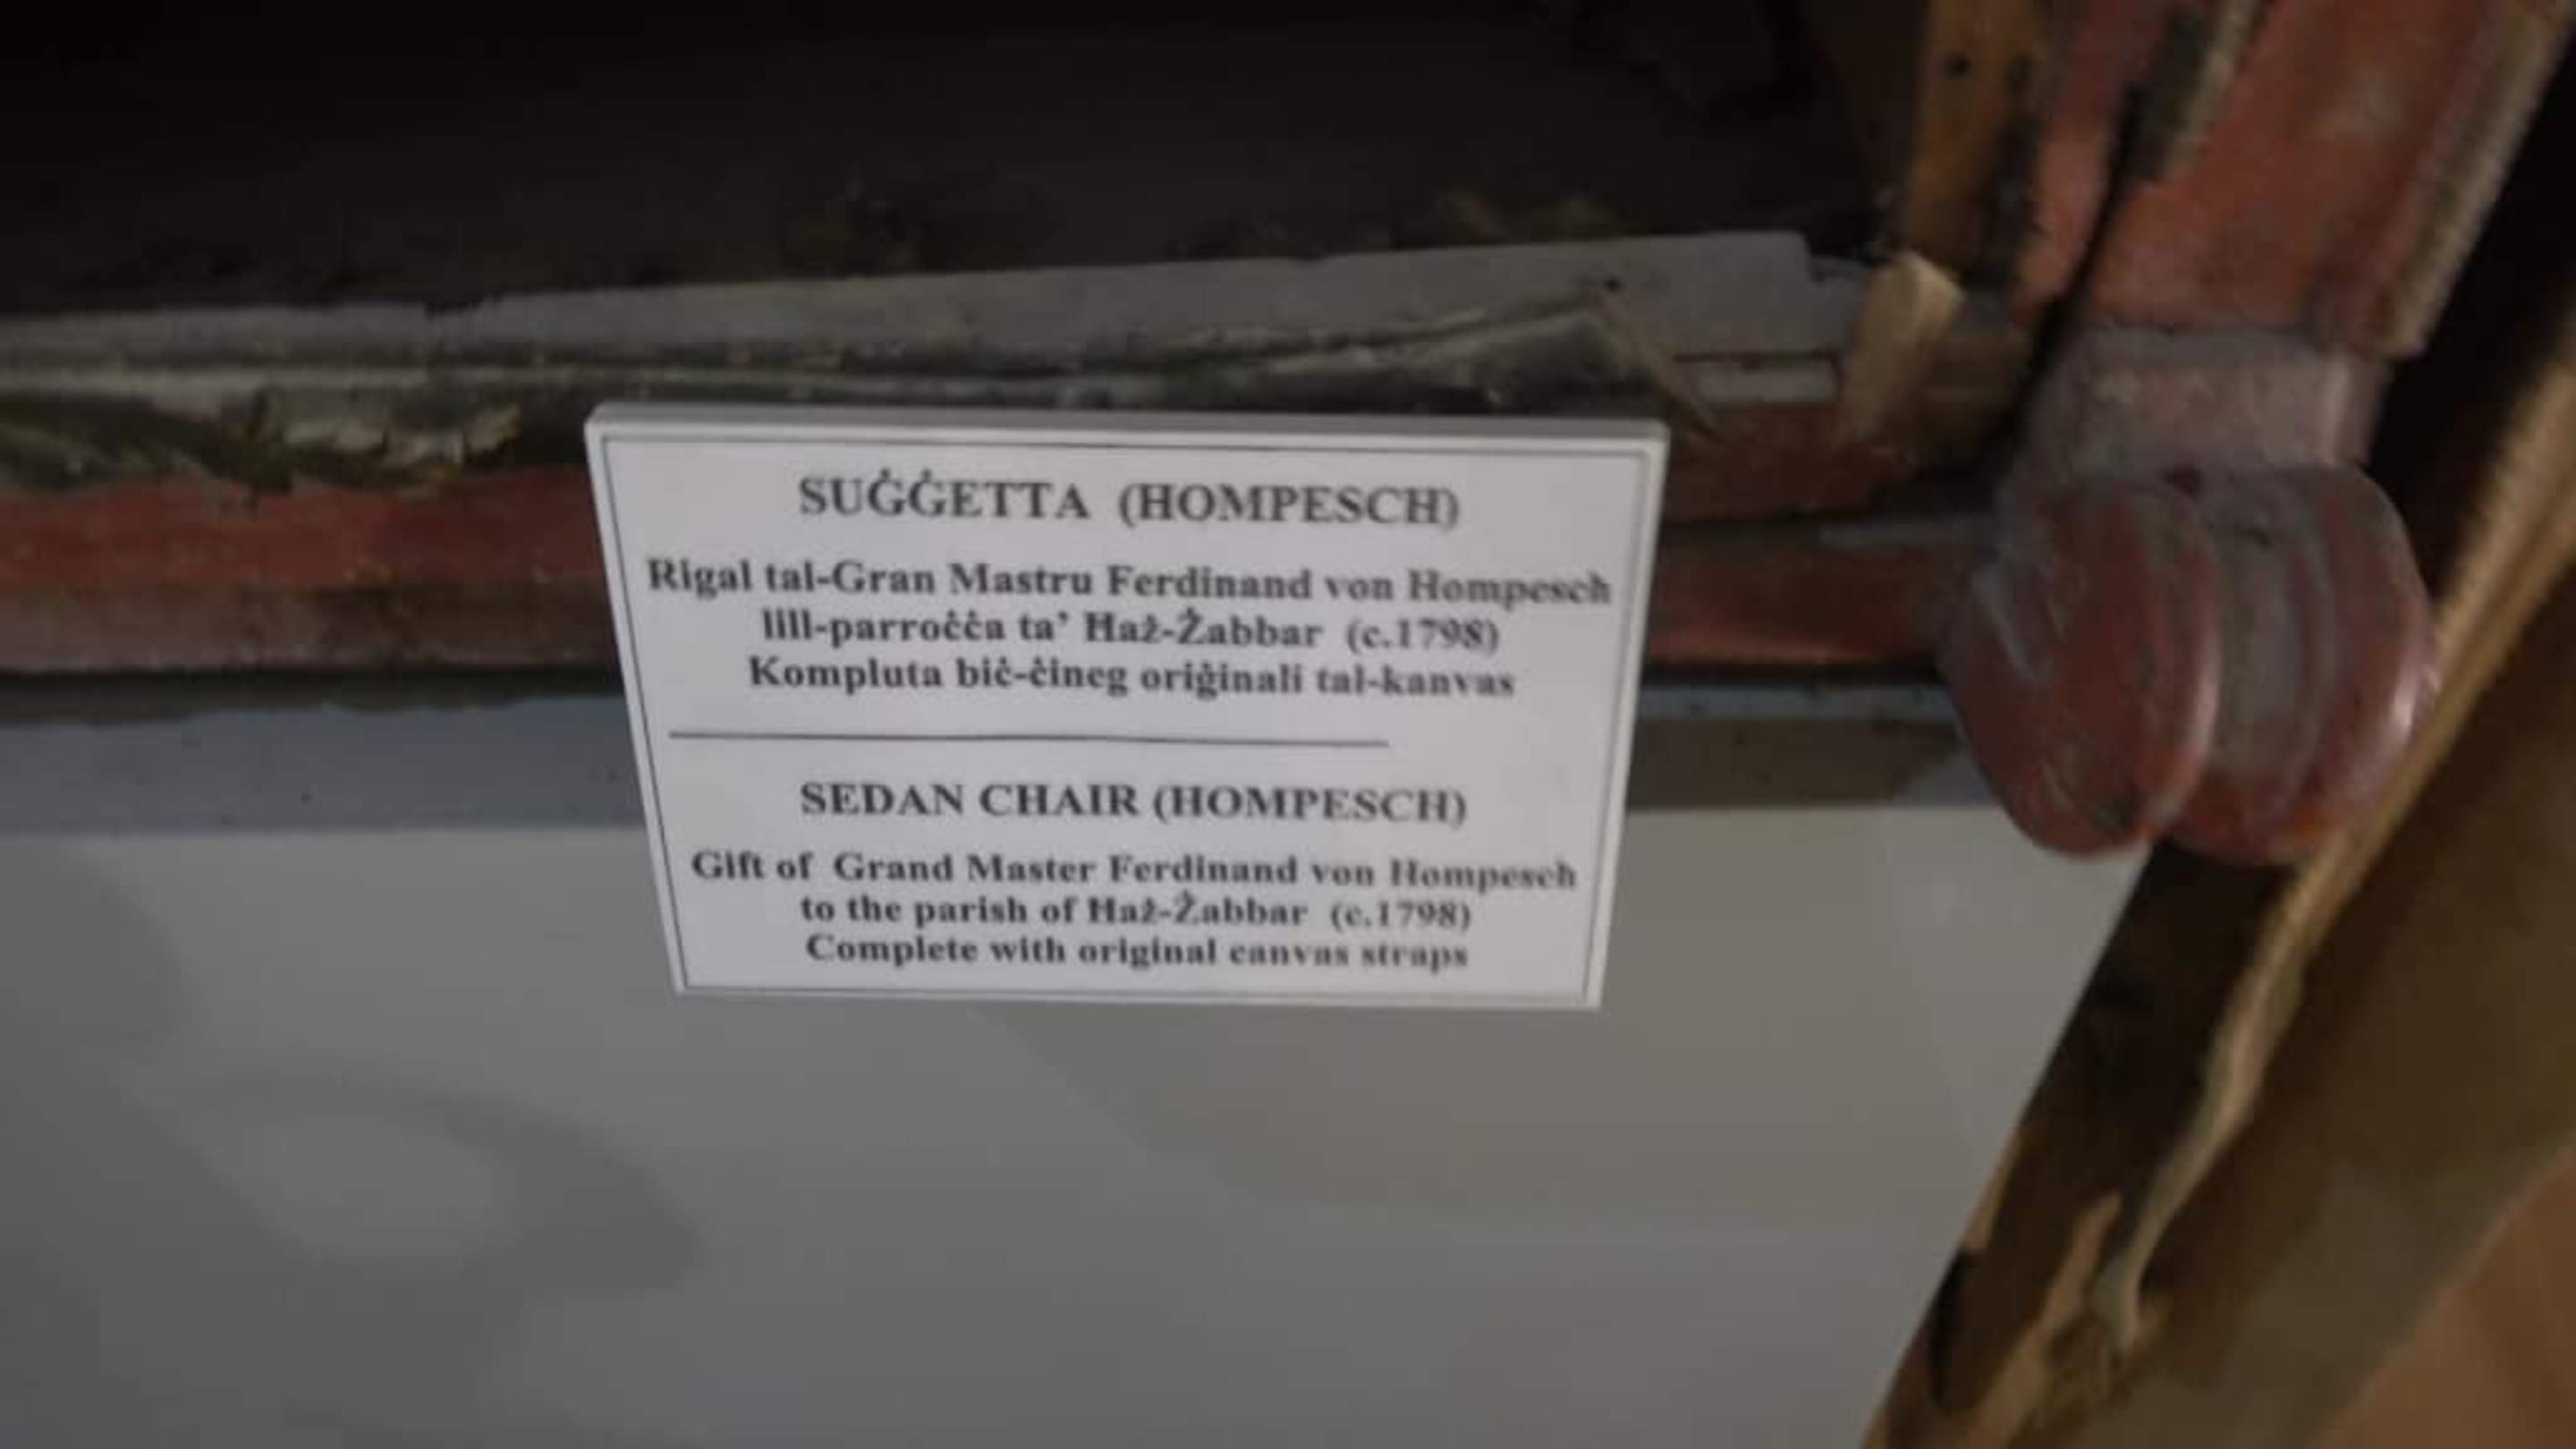 SUĠĠETTA (HOMPESCH)
Rigal tal-Gran Mastru Ferdinand von Hompesch
lill-parroċċa ta' Ħaż-Żabbar (c.1798)
Kompluta biċ-ċineg oriġinali tal-kanvas
SEDAN CHAIR (HOMPESCH)
Gift of Grand Master Ferdinand von Hompesch
to the parish of Ħaż-Żabbar (c.1798)
Complete with original canvas straps